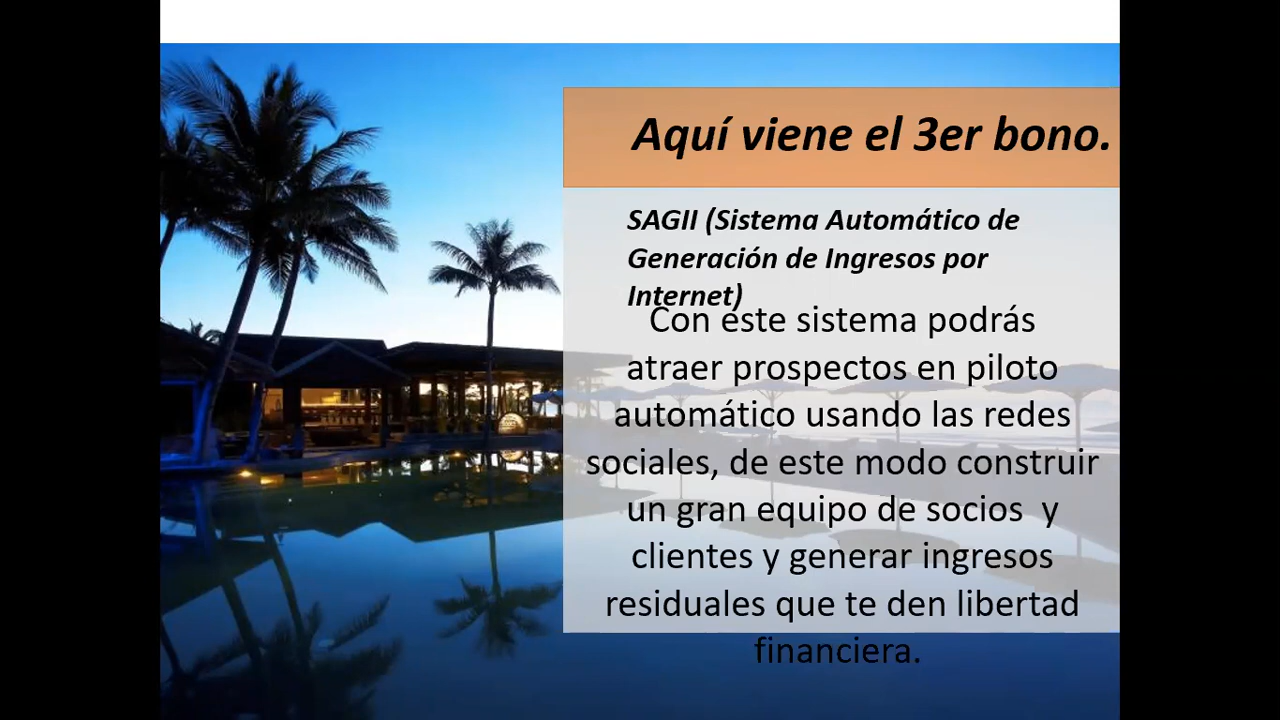 Aquí viene el 3er bono.
SAGII (Sistema Automático de
Generación de Ingresos por
Internet)
Con este sistema podrás
atraer prospectos en piloto
automático usando las redes
sociales, de este modo construir
un gran equipo de socios y
clientes y generar ingresos
residuales que te den libertad
financiera.